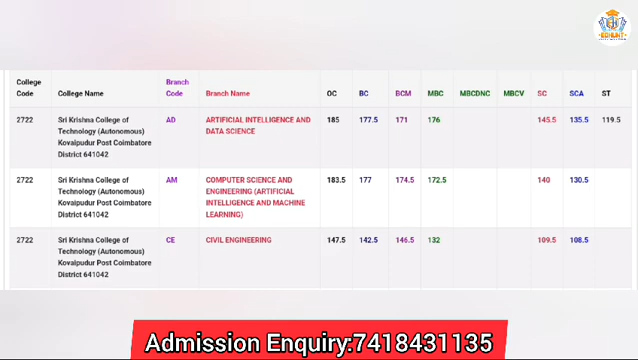 EDHUNT
College Code College Name Branch Code Branch Name OC BC BCM MBC MBCDNC MBCV SC SCA ST
2722 Sri Krishna College of Technology (Autonomous) Kovaipudur Post Coimbatore District 641042 AD ARTIFICIAL INTELLIGENCE AND DATA SCIENCE 185 177.5 171 176 145.5 135.5 119.5
2722 Sri Krishna College of Technology (Autonomous) Kovaipudur Post Coimbatore District 641042 AM COMPUTER SCIENCE AND ENGINEERING (ARTIFICIAL INTELLIGENCE AND MACHINE LEARNING) 183.5 177 174.5 172.5 140 130.5
2722 Sri Krishna College of Technology (Autonomous) Kovaipudur Post Coimbatore District 641042 CE CIVIL ENGINEERING 147.5 142.5 146.5 132 109.5 108.5
Admission Enquiry:7418431135